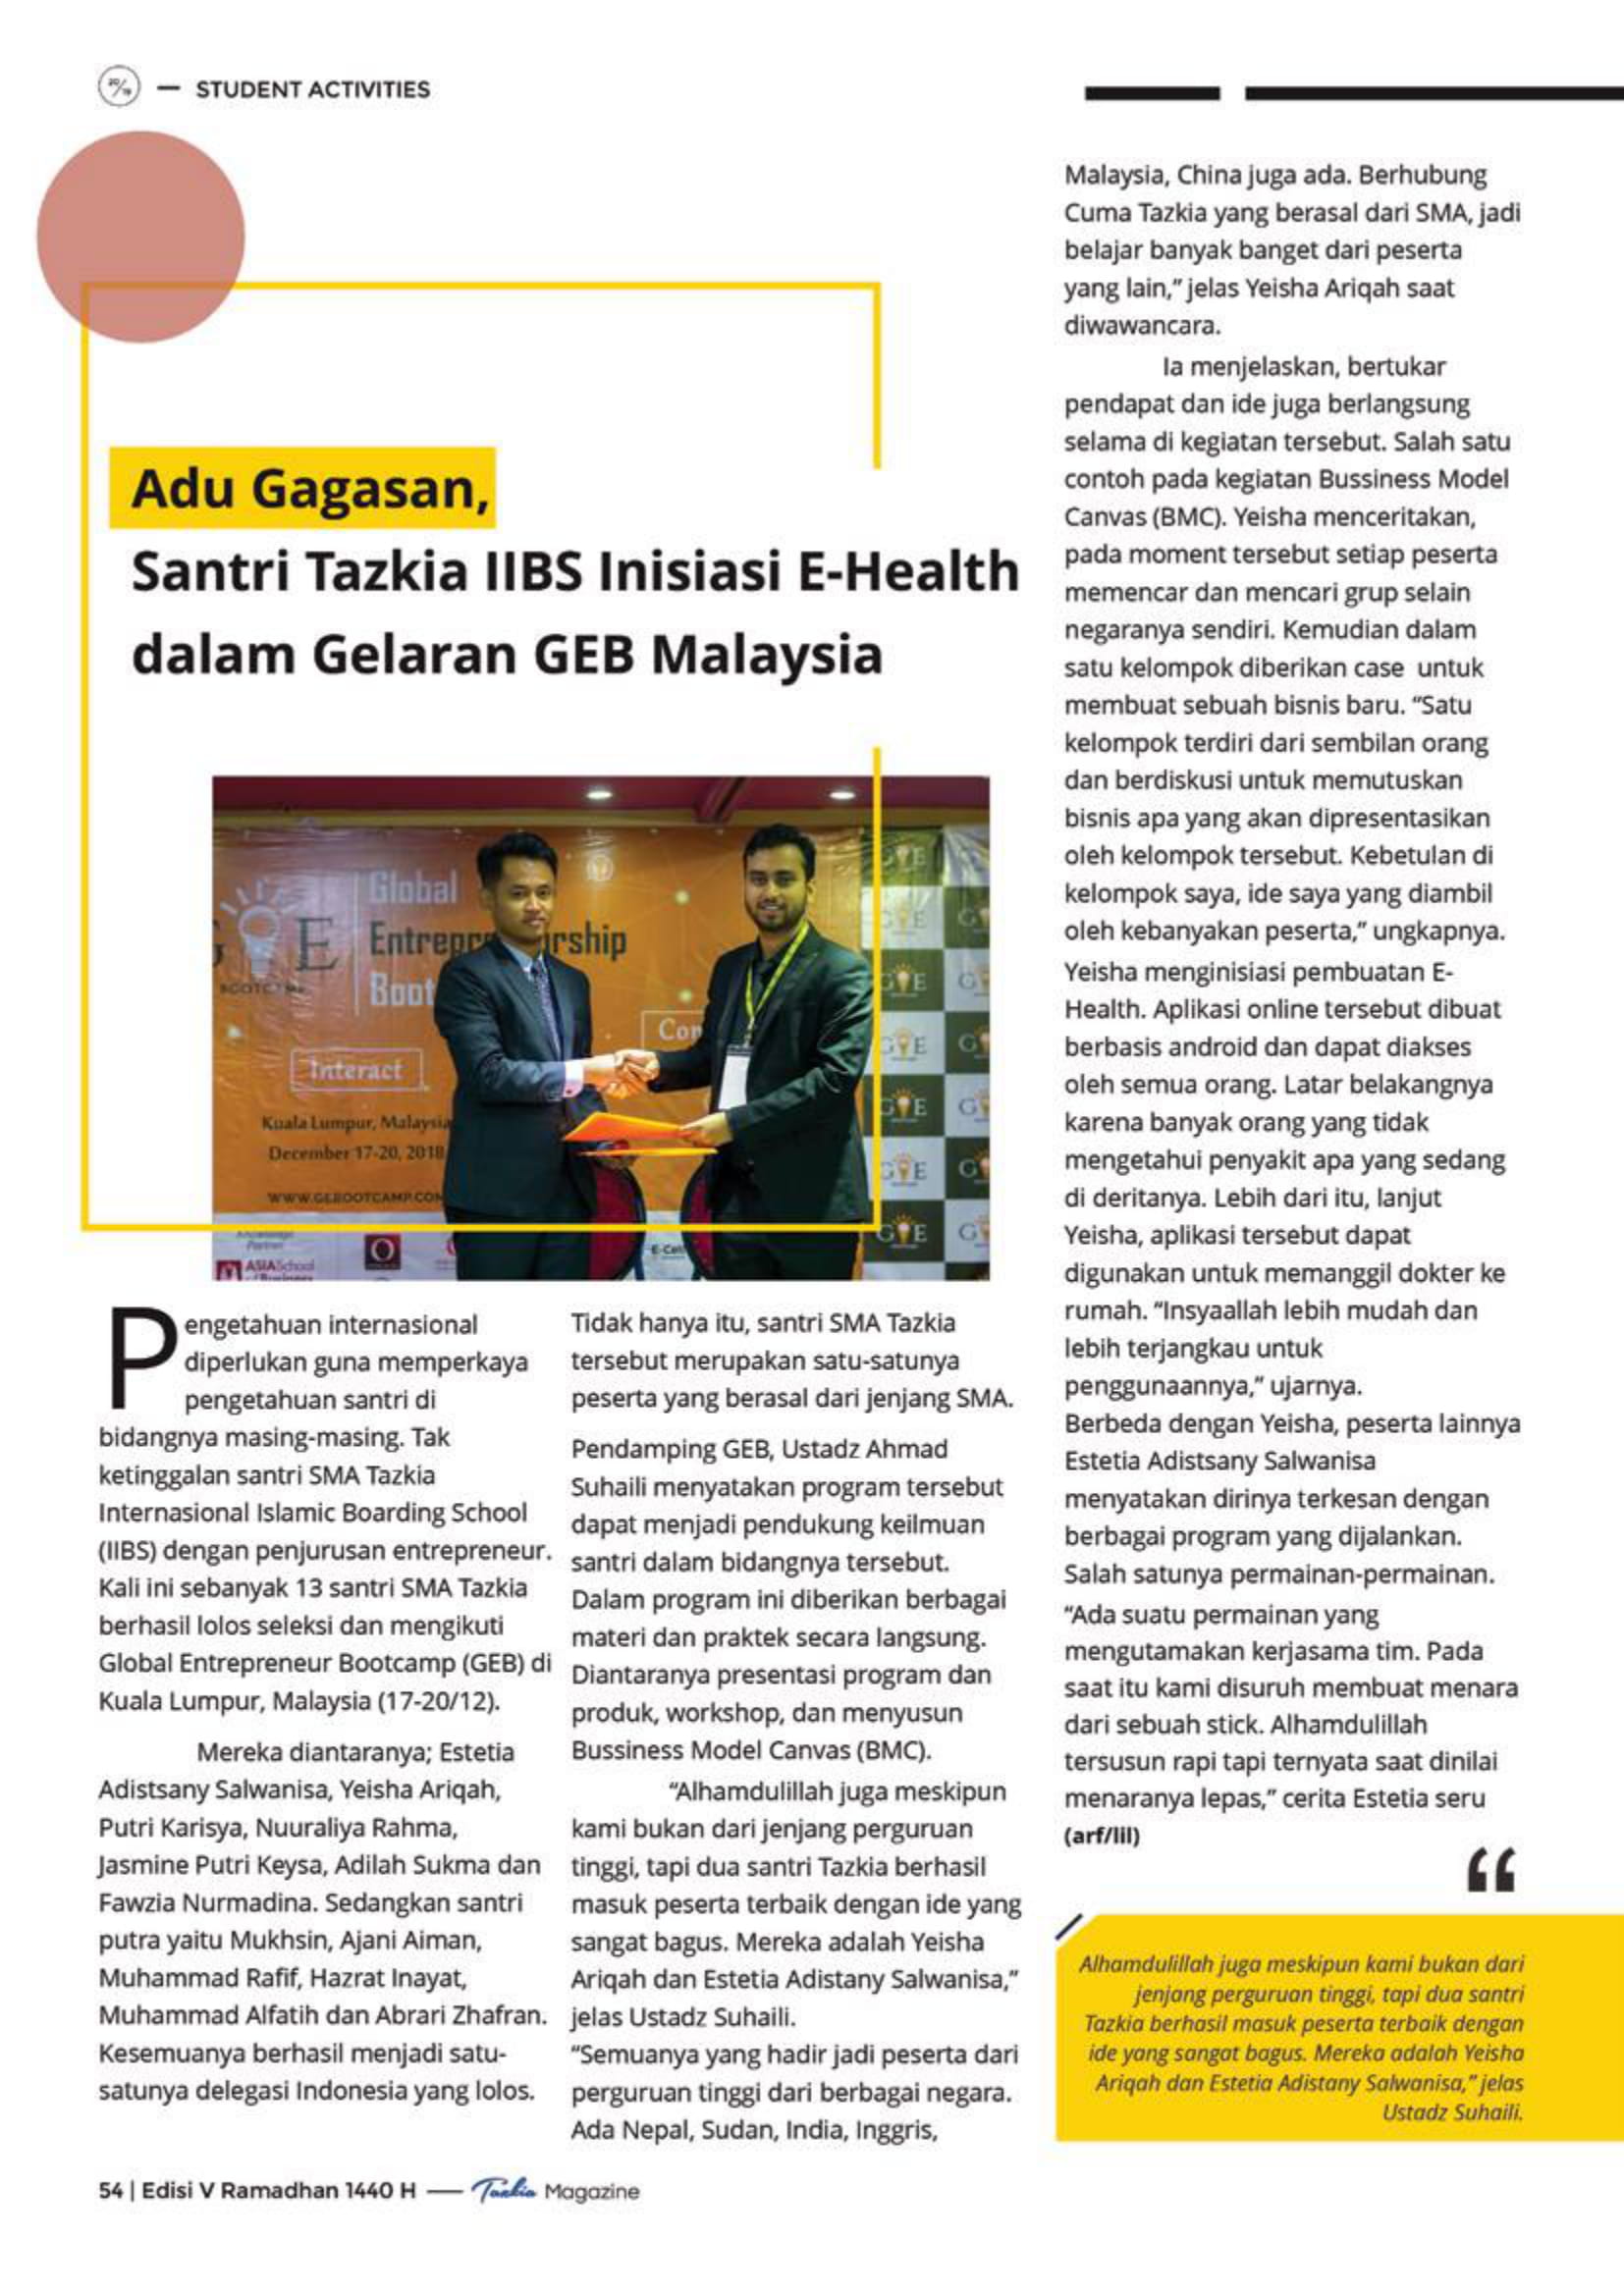 20/19 — STUDENT ACTIVITIES
Adu Gagasan,
Santri Tazkia IIBS Inisiasi E-Health
dalam Gelaran GEB Malaysia
Global
Boot
Interact
Kuala Lumpur, Malaysia
December 17-20, 2018
WWW.GEBOOTCAMP.COM
ASIA School
E-Cell
Pengetahuan internasional
diperlukan guna memperkaya
pengetahuan santri di
bidangnya masing-masing. Tak
ketinggalan santri SMA Tazkia
Internasional Islamic Boarding School
(IIBS) dengan penjurusan entrepreneur.
Kali ini sebanyak 13 santri SMA Tazkia
berhasil lolos seleksi dan mengikuti
Global Entrepreneur Bootcamp (GEB) di
Kuala Lumpur, Malaysia (17-20/12).
Mereka diantaranya; Estetia
Adistsany Salwanisa, Yeisha Ariqah,
Putri Karisya, Nuuraliya Rahma,
Jasmine Putri Keysa, Adilah Sukma dan
Fawzia Nurmadina. Sedangkan santri
putra yaitu Mukhsin, Ajani Aiman,
Muhammad Rafif, Hazrat Inayat,
Muhammad Alfatih dan Abrari Zhafran.
Kesemuanya berhasil menjadi satu-
satunya delegasi Indonesia yang lolos.
Tidak hanya itu, santri SMA Tazkia
tersebut merupakan satu-satunya
peserta yang berasal dari jenjang SMA.
Pendamping GEB, Ustadz Ahmad
Suhaili menyatakan program tersebut
dapat menjadi pendukung keilmuan
santri dalam bidangnya tersebut.
Dalam program ini diberikan berbagai
materi dan praktek secara langsung.
Diantaranya presentasi program dan
produk, workshop, dan menyusun
Bussiness Model Canvas (BMC).
“Alhamdulillah juga meskipun
kami bukan dari jenjang perguruan
tinggi, tapi dua santri Tazkia berhasil
masuk peserta terbaik dengan ide yang
sangat bagus. Mereka adalah Yeisha
Ariqah dan Estetia Adistany Salwanisa,”
jelas Ustadz Suhaili.
“Semuanya yang hadir jadi peserta dari
perguruan tinggi dari berbagai negara.
Ada Nepal, Sudan, India, Inggris,
Malaysia, China juga ada. Berhubung
Cuma Tazkia yang berasal dari SMA, jadi
belajar banyak banget dari peserta
yang lain,” jelas Yeisha Ariqah saat
diwawancara.
Ia menjelaskan, bertukar
pendapat dan ide juga berlangsung
selama di kegiatan tersebut. Salah satu
contoh pada kegiatan Bussiness Model
Canvas (BMC). Yeisha menceritakan,
pada moment tersebut setiap peserta
memencar dan mencari grup selain
negaranya sendiri. Kemudian dalam
satu kelompok diberikan case untuk
membuat sebuah bisnis baru. “Satu
kelompok terdiri dari sembilan orang
dan berdiskusi untuk memutuskan
bisnis apa yang akan dipresentasikan
oleh kelompok tersebut. Kebetulan di
kelompok saya, ide saya yang diambil
oleh kebanyakan peserta,” ungkapnya.
Yeisha menginisiasi pembuatan E-
Health. Aplikasi online tersebut dibuat
berbasis android dan dapat diakses
oleh semua orang. Latar belakangnya
karena banyak orang yang tidak
mengetahui penyakit apa yang sedang
di deritanya. Lebih dari itu, lanjut
Yeisha, aplikasi tersebut dapat
digunakan untuk memanggil dokter ke
rumah. “Insyaallah lebih mudah dan
lebih terjangkau untuk
penggunaannya,” ujarnya.
Berbeda dengan Yeisha, peserta lainnya
Estetia Adistsany Salwanisa
menyatakan dirinya terkesan dengan
berbagai program yang dijalankan.
Salah satunya permainan-permainan.
“Ada suatu permainan yang
mengutamakan kerjasama tim. Pada
saat itu kami disuruh membuat menara
dari sebuah stick. Alhamdulillah
tersusun rapi tapi ternyata saat dinilai
menaranya lepas,” cerita Estetia seru
(arf/lil)
“
Alhamdulillah juga meskipun kami bukan dari
jenjang perguruan tinggi, tapi dua santri
Tazkia berhasil masuk peserta terbaik dengan
ide yang sangat bagus. Mereka adalah Yeisha
Ariqah dan Estetia Adistany Salwanisa,” jelas
Ustadz Suhaili.
54 | Edisi V Ramadhan 1440 H — Tazkia Magazine